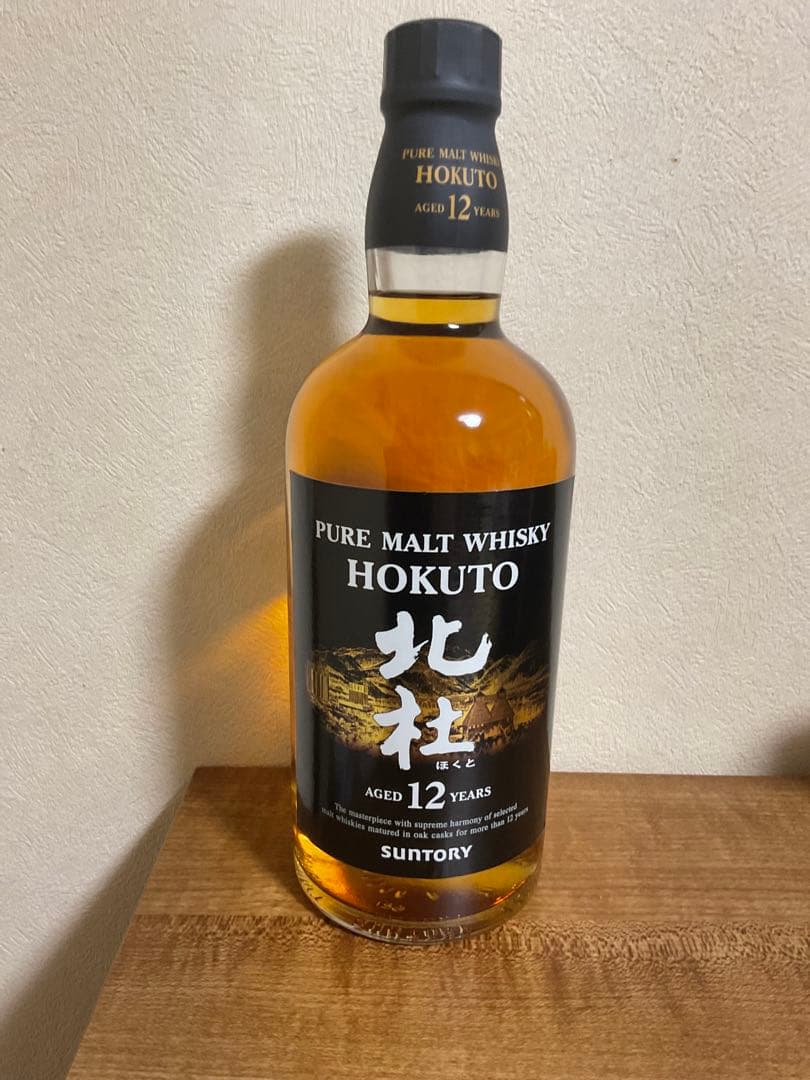 PURE MALT WHISKY
HOKUTO
AGED 12 YEARS
PURE MALT WHISKY
HOKUTO
北杜
ほくと
AGED 12 YEARS
The masterpiece with supreme harmony of selected
malt whiskies matured in oak casks for more than 12 years
SUNTORY